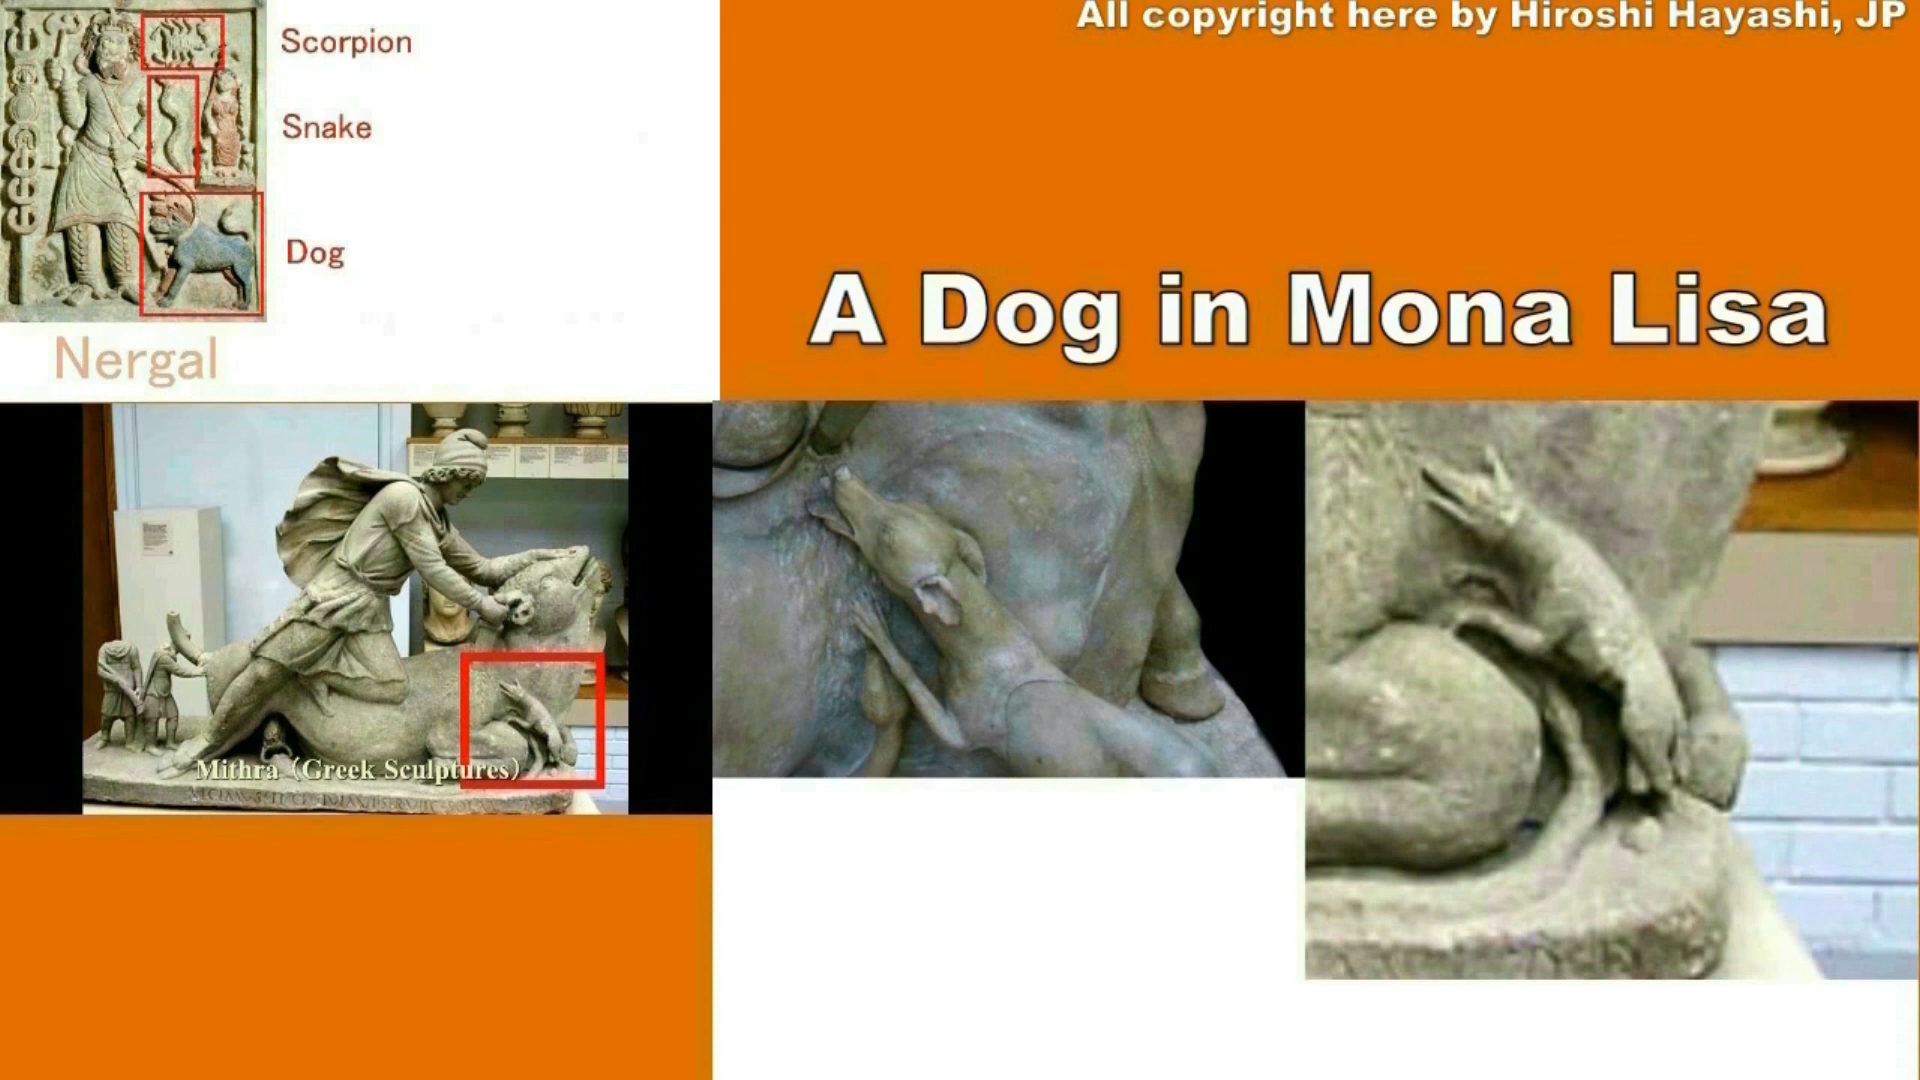 All copyright here by Hiroshi Hayashi, JP
Scorpion
Snake
Dog
Nergal
A Dog in Mona Lisa
Mithra (Greek Sculptures)